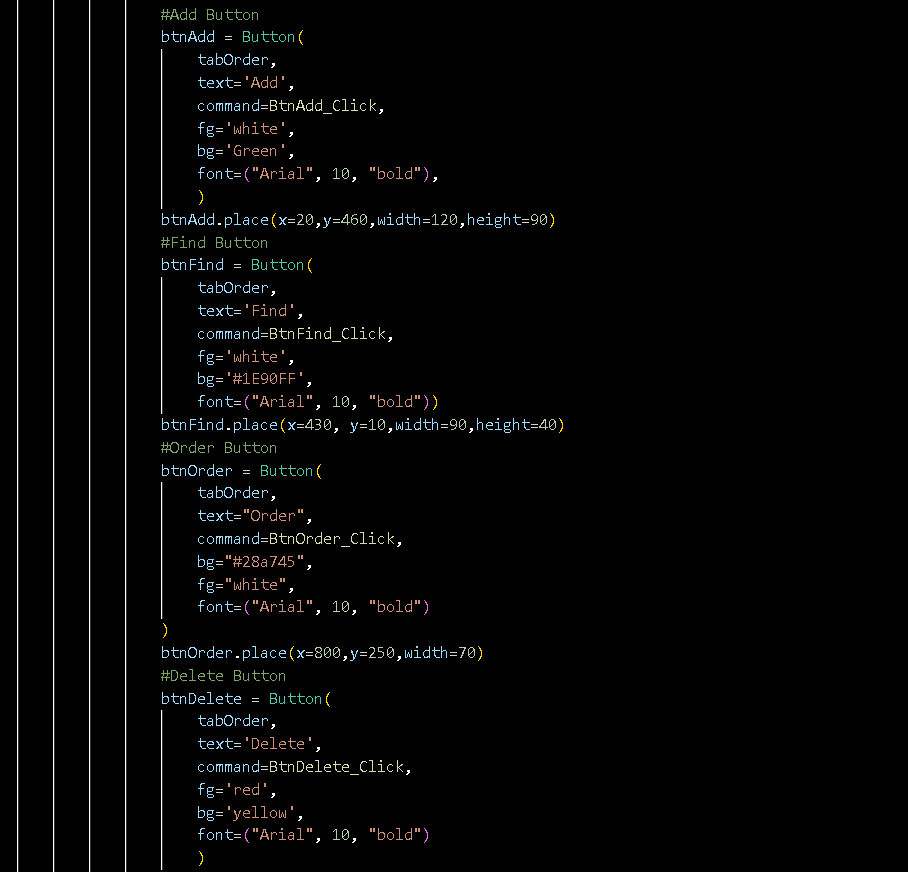 #Add Button
btnAdd = Button(
tabOrder,
text='Add',
command=BtnAdd_Click,
fg='white',
bg='Green',
font=("Arial", 10, "bold"),
)
btnAdd.place(x=20,y=460,width=120,height=90)
#Find Button
btnFind = Button(
tabOrder,
text='Find',
command=BtnFind_Click,
fg='white',
bg='#1E90FF',
font=("Arial", 10, "bold"))
btnFind.place(x=430, y=10,width=90,height=40)
#Order Button
btnOrder = Button(
tabOrder,
text="Order",
command=BtnOrder_Click,
bg="#28a745",
fg="white",
font=("Arial", 10, "bold")
)
btnOrder.place(x=800,y=250,width=70)
#Delete Button
btnDelete = Button(
tabOrder,
text='Delete',
command=BtnDelete_Click,
fg='red',
bg='yellow',
font=("Arial", 10, "bold")
)